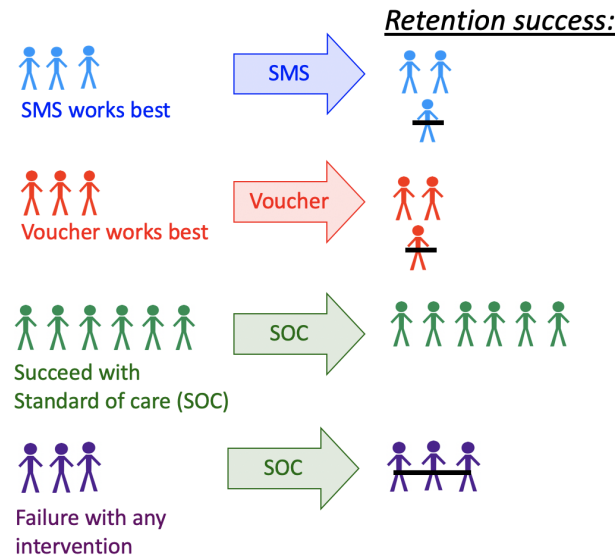 Retention success:
SMS
SMS works best
Voucher
Voucher works best
SOC
Succeed with
Standard of care (SOC)
SOC
Failure with any
intervention